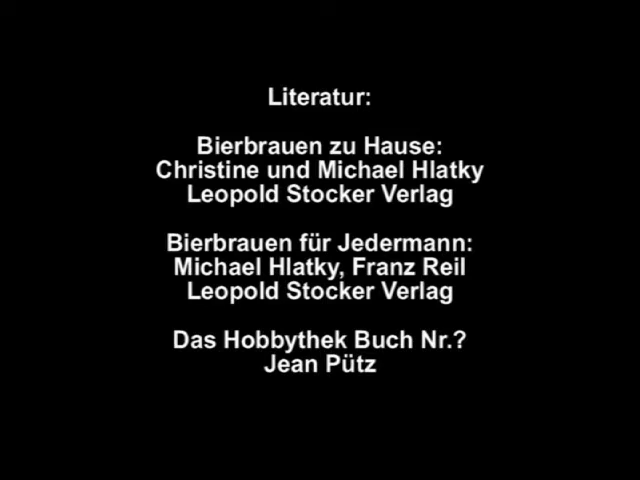 Literatur:
Bierbrauen zu Hause:
Christine und Michael Hlatky
Leopold Stocker Verlag
Bierbrauen für Jedermann:
Michael Hlatky, Franz Reil
Leopold Stocker Verlag
Das Hobbythek Buch Nr.?
Jean Pütz